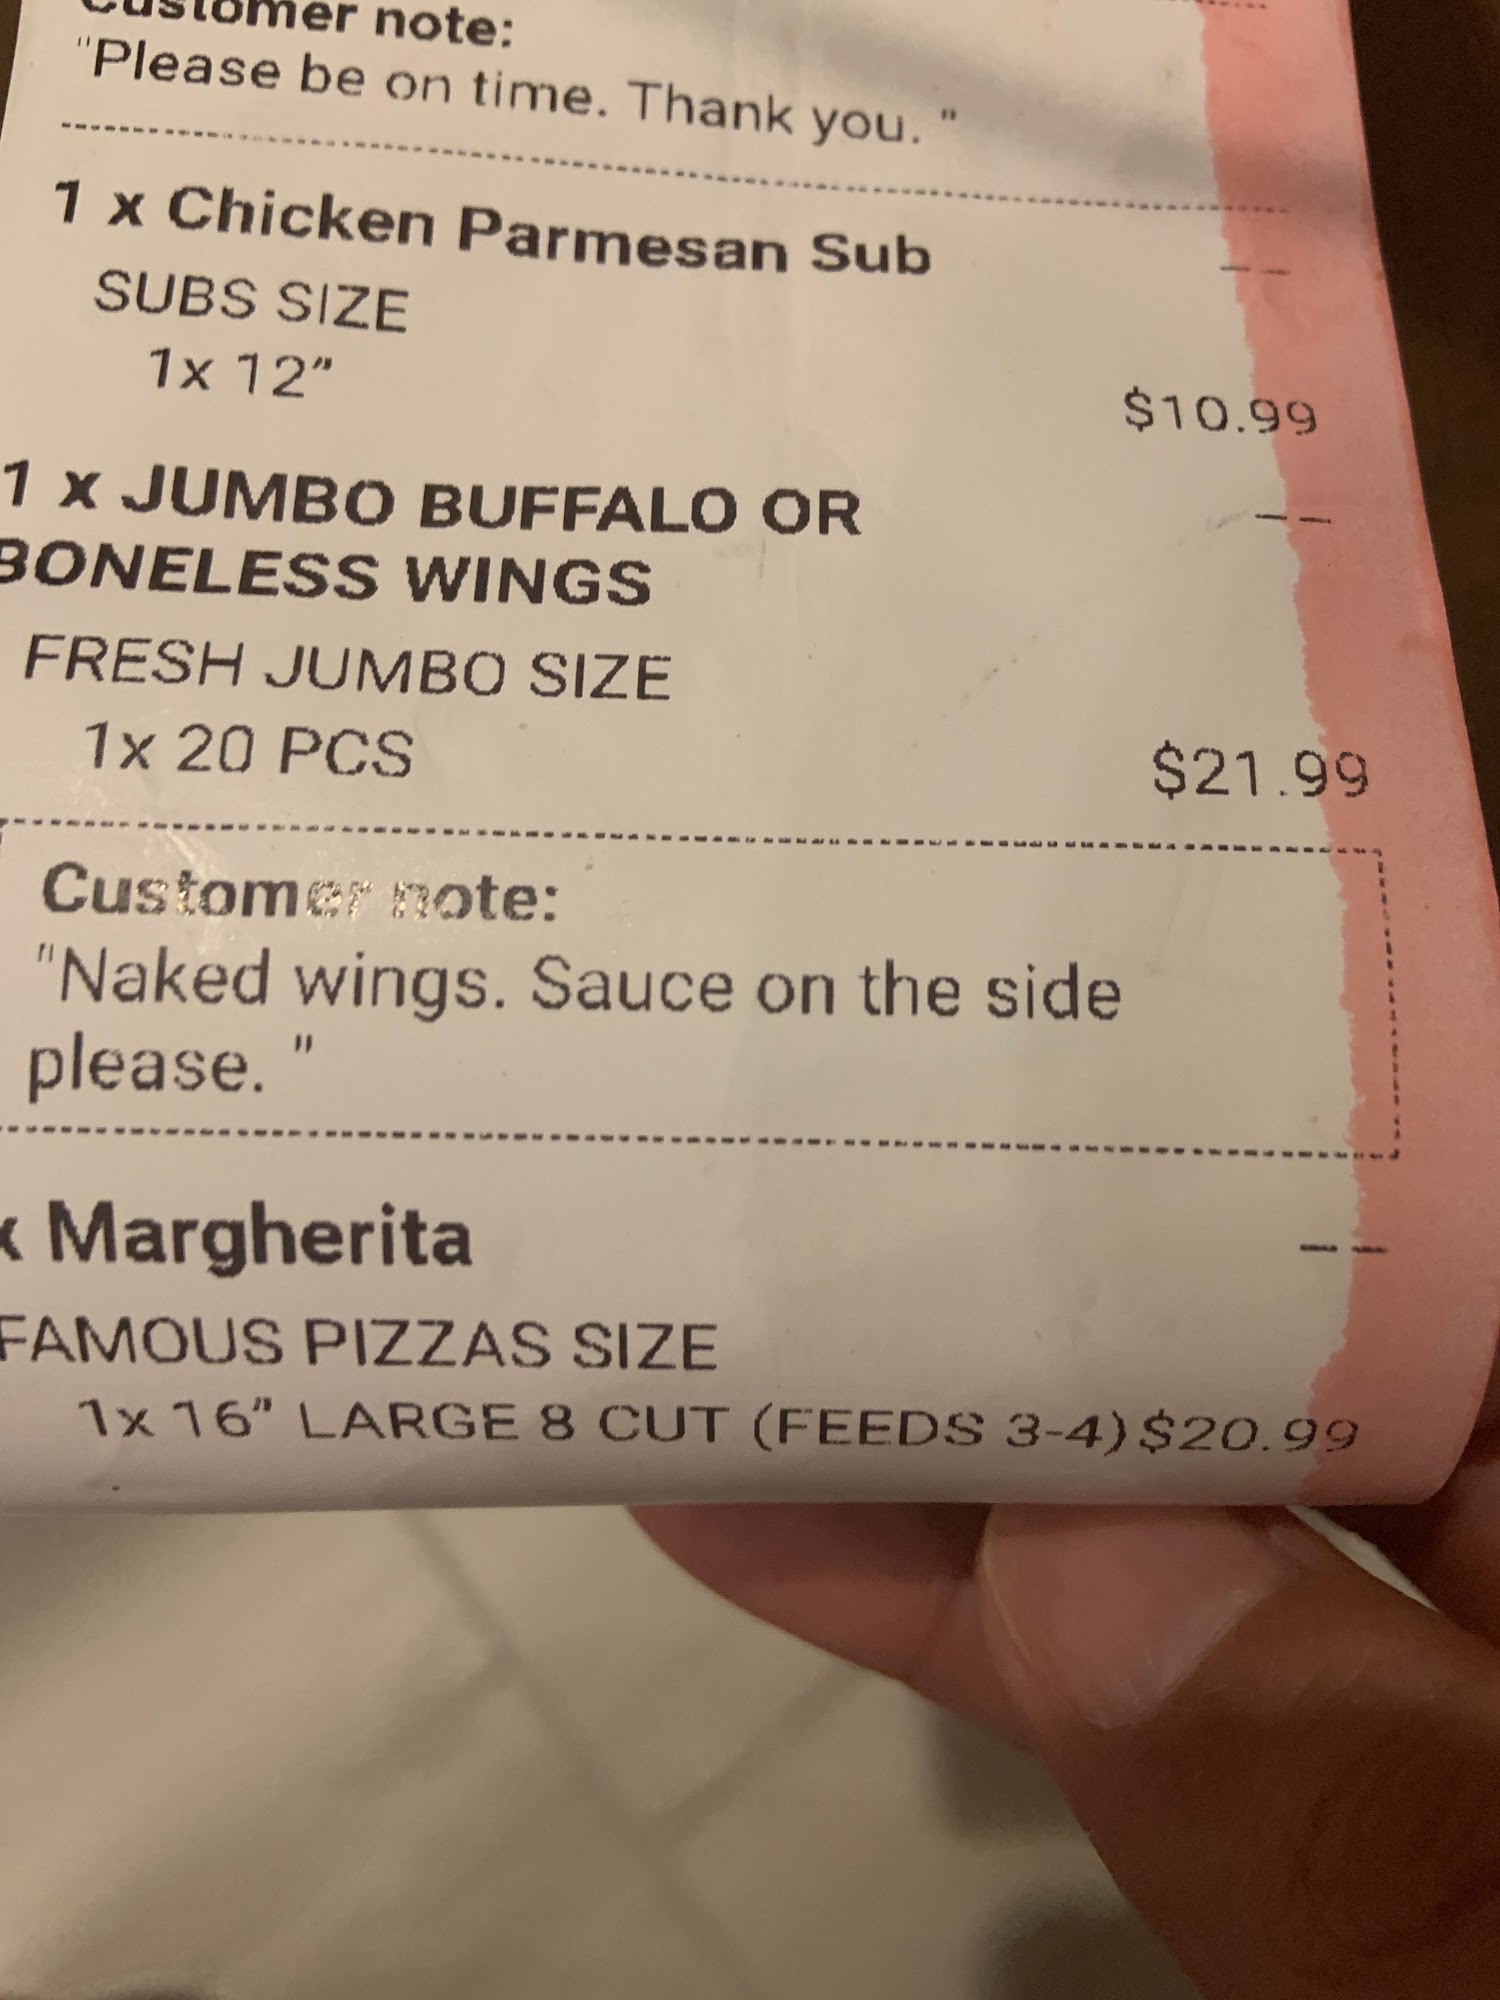 Customer note:
"Please be on time. Thank you. "
1 x Chicken Parmesan Sub --
SUBS SIZE
1x 12" $10.99
1 x JUMBO BUFFALO OR --
BONELESS WINGS
FRESH JUMBO SIZE
1x 20 PCS $21.99
Customer note:
"Naked wings. Sauce on the side
please. "
x Margherita --
FAMOUS PIZZAS SIZE
1x 16" LARGE 8 CUT (FEEDS 3-4) $20.99